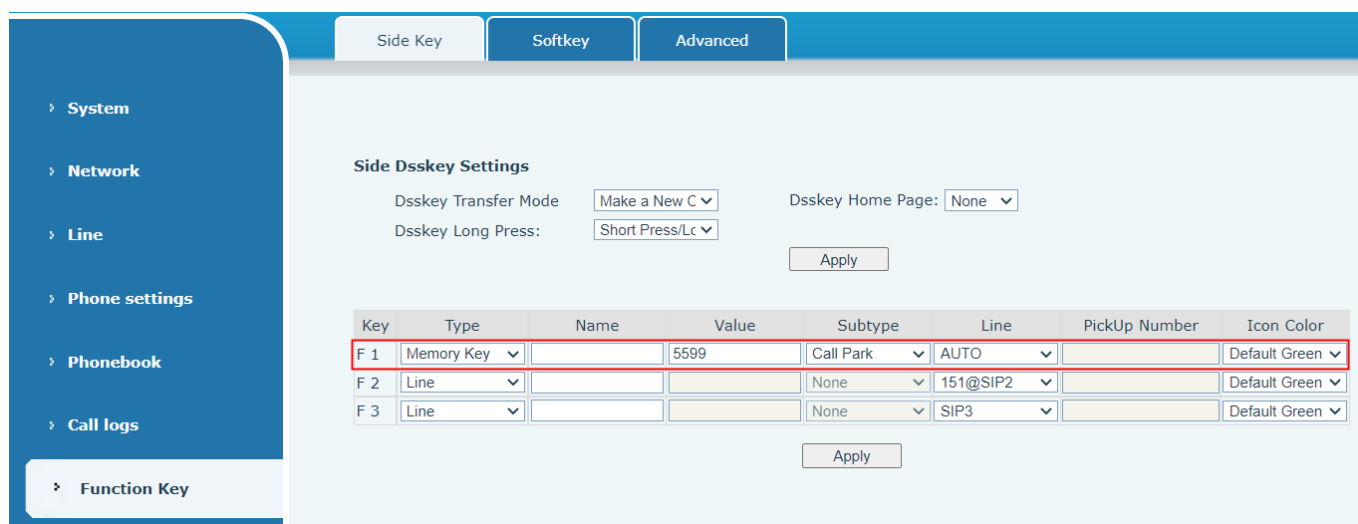 Side Key Softkey Advanced
System
Network
Line
Phone settings
Phonebook
Call logs
Function Key
Side Dsskey Settings
Dsskey Transfer Mode Make a New C Dsskey Home Page: None
Dsskey Long Press: Short Press/Lc
Apply
Key Type Name Value Subtype Line PickUp Number Icon Color
F 1 Memory Key 5599 Call Park AUTO Default Green
F 2 Line None 151@SIP2 Default Green
F 3 Line None SIP3 Default Green
Apply